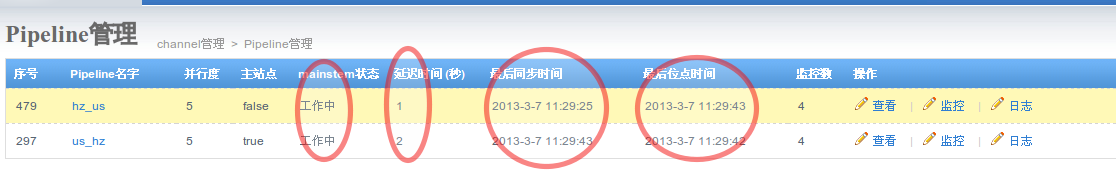 Pipeline管理 channel管理 > Pipeline管理
序号 Pipeline名字 并行度 主站点 mainstem状态 延迟时间 (秒) 最后同步时间 最后位点时间 监控数 操作
479 hz_us 5 false 工作中 1 2013-3-7 11:29:25 2013-3-7 11:29:43 4 查看 | 监控 | 日志
297 us_hz 5 true 工作中 2 2013-3-7 11:29:43 2013-3-7 11:29:42 4 查看 | 监控 | 日志